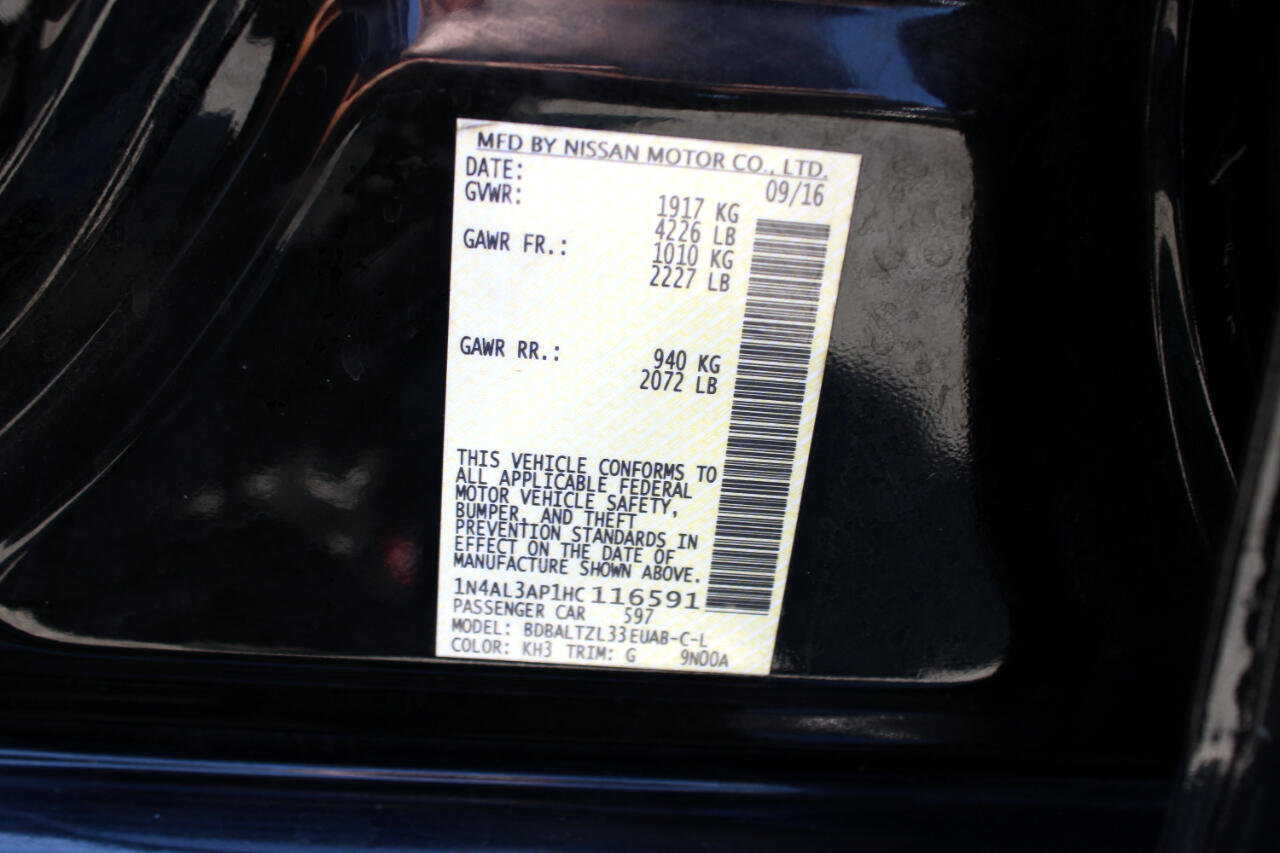 MFD BY NISSAN MOTOR CO., LTD.
DATE: 09/16
GVWR: 1917 KG
4226 LB
GAWR FR.: 1010 KG
2227 LB
GAWR RR.: 940 KG
2072 LB
THIS VEHICLE CONFORMS TO
ALL APPLICABLE FEDERAL
MOTOR VEHICLE SAFETY,
BUMPER, AND THEFT
PREVENTION STANDARDS IN
EFFECT ON THE DATE OF
MANUFACTURE SHOWN ABOVE.
1N4AL3AP1HC 116591
PASSENGER CAR 597
MODEL: BDBALTZL33EUAB-C-L
COLOR: KH3 TRIM: G 9N00A